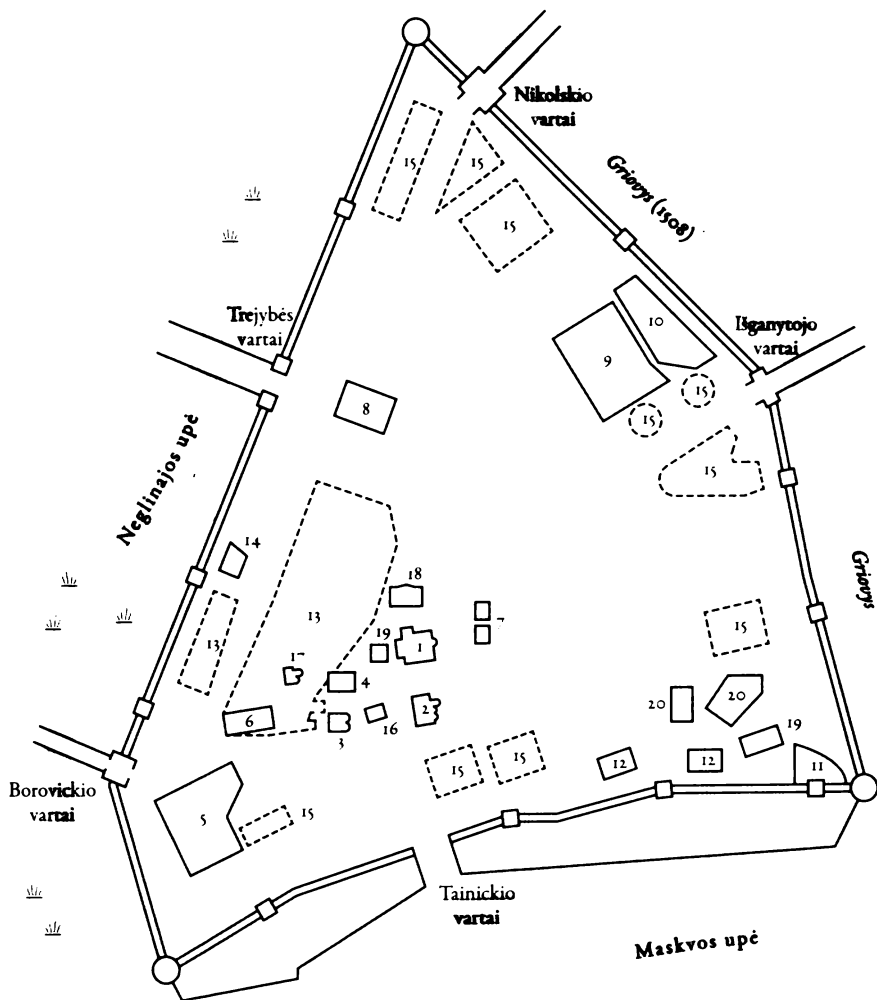 Nikolskio
vartai
15
15
15
Griovys (1508)
Trejybės
vartai
10
Išganytojo
vartai
9
15
15
8
15
Neglinajos upė
14
Griovys
18
13
7
15
19
1
13
17
4
20
20
6
2
16
3
19
15
15
12
12
11
Borovickio
vartai
5
15
Tainickio
vartai
Maskvos upė